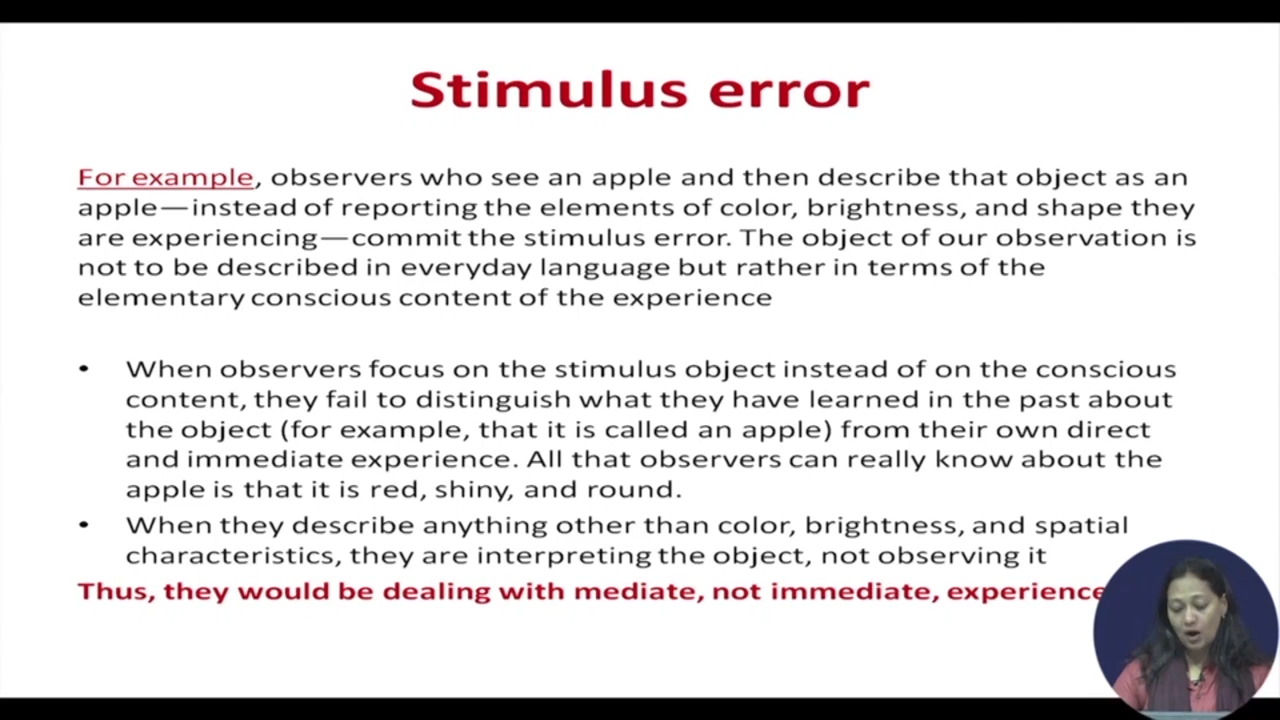 Stimulus error
For example, observers who see an apple and then describe that object as an
apple—instead of reporting the elements of color, brightness, and shape they
are experiencing—commit the stimulus error. The object of our observation is
not to be described in everyday language but rather in terms of the
elementary conscious content of the experience
• When observers focus on the stimulus object instead of on the conscious
content, they fail to distinguish what they have learned in the past about
the object (for example, that it is called an apple) from their own direct
and immediate experience. All that observers can really know about the
apple is that it is red, shiny, and round.
• When they describe anything other than color, brightness, and spatial
characteristics, they are interpreting the object, not observing it
Thus, they would be dealing with mediate, not immediate, experience